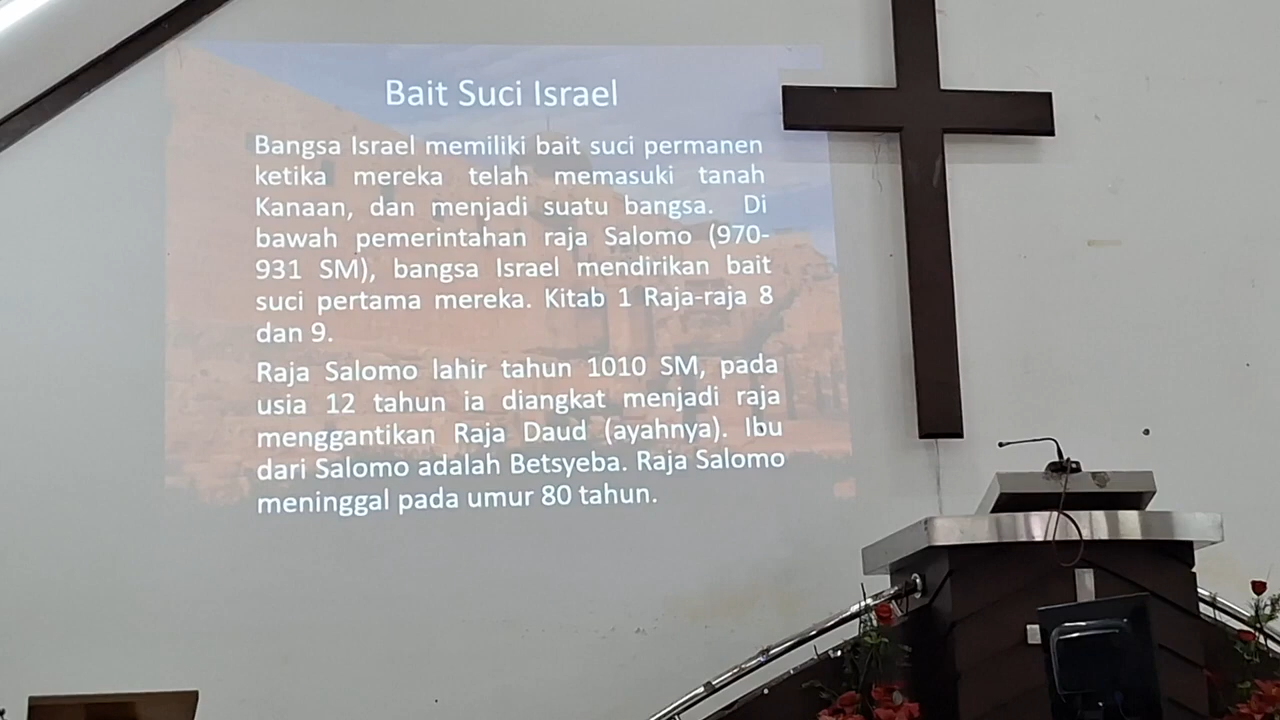 Bait Suci Israel
Bangsa Israel memiliki bait suci permanen
ketika mereka telah memasuki tanah
Kanaan, dan menjadi suatu bangsa. Di
bawah pemerintahan raja Salomo (970-
931 SM), bangsa Israel mendirikan bait
suci pertama mereka. Kitab 1 Raja-raja 8
dan 9.
Raja Salomo lahir tahun 1010 SM, pada
usia 12 tahun ia diangkat menjadi raja
menggantikan Raja Daud (ayahnya). Ibu
dari Salomo adalah Betsyeba. Raja Salomo
meninggal pada umur 80 tahun.